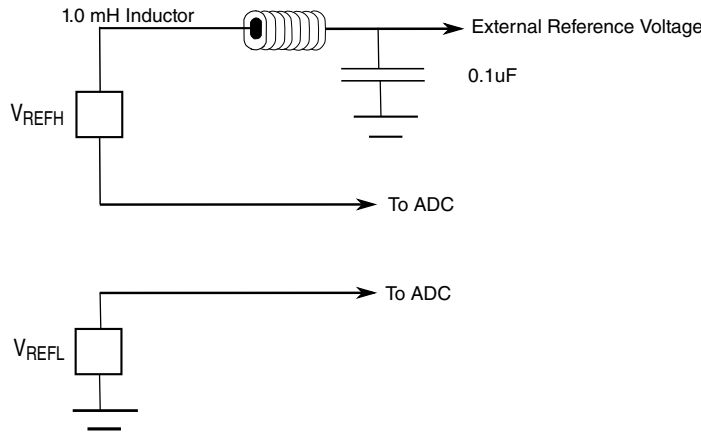 1.0 mH Inductor
External Reference Voltage
0.1uF
VREFH
To ADC
To ADC
VREFL